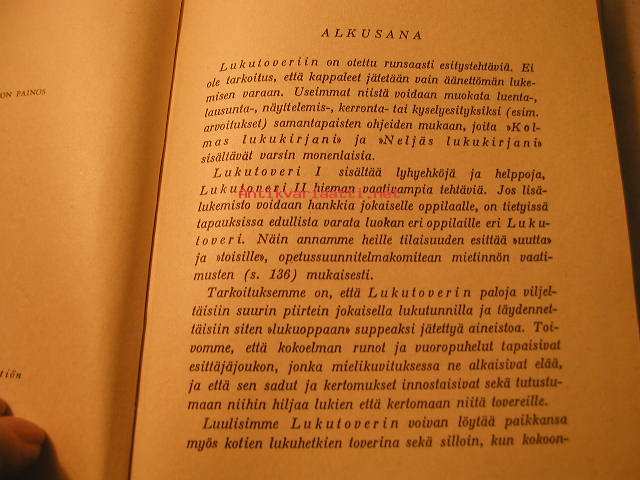 ON PAINOS
tiön
ALKUSANA
Lukutoveriin on otettu runsaasti esitystehtäviä. Ei
ole tarkoitus, että kappaleet jätetään vain äänettömän luke-
misen varaan. Useimmat niistä voidaan muokata luenta-,
lausunta-, näyttelemis-, kerronta- tai kyselyesityksiksi (esim.
arvoitukset) samantapaisten ohjeiden mukaan, joita »Kol-
mas lukukirjani» ja »Neljäs lukukirjani»
sisältävät varsin monenlaisia.
Lukutoveri I sisältää lyhyehköjä ja helppoja,
Lukutoveri II hieman vaativampia tehtäviä. Jos lisä-
antikvariaatti.net
lukemisto voidaan hankkia jokaiselle oppilaalle, on tietyissä
tapauksissa edullista varata luokan eri oppilaille eri Luku-
toveri. Näin annamme heille tilaisuuden esittää »uutta»
ja »toisille», opetussuunnitelmakomitean mietinnön vaati-
musten (s. 136) mukaisesti.
Tarkoituksemme on, että Lukutoverin paloja viljel-
täisiin suurin piirtein jokaisella lukutunnilla ja täydennet-
täisiin siten »lukuoppaan» suppeaksi jätettyä aineistoa. Toi-
vomme, että kokoelman runot ja vuoropuhelut tapaisivat
esittäjäjoukon, jonka mielikuvituksessa ne alkaisivat elää,
ja että sen sadut ja kertomukset innostaisivat sekä tutustu-
maan niihin hiljaa lukien että kertomaan niitä tovereille.
Luulisimme Lukutoverin voivan löytää paikkansa
myös kotien lukuhetkien toverina sekä silloin, kun kokoon-